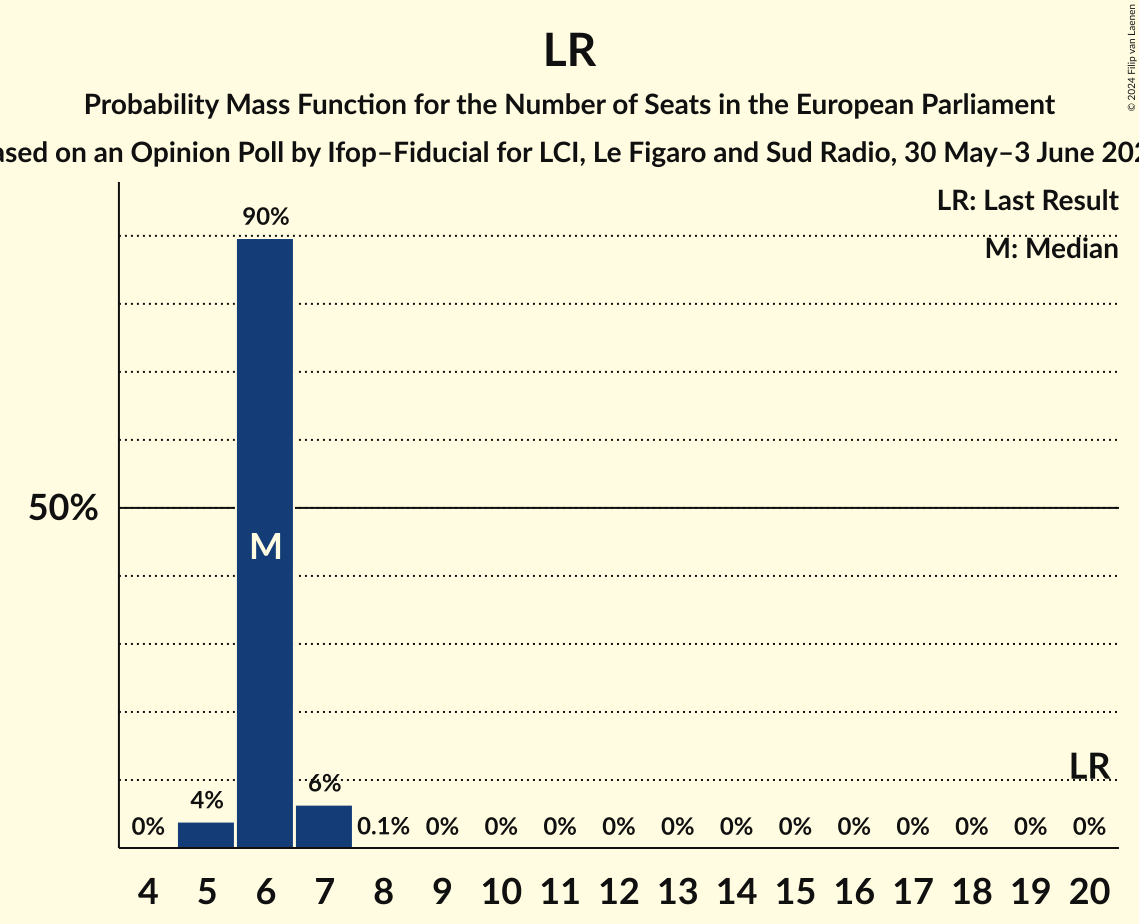 LR
Probability Mass Function for the Number of Seats in the European Parliament
on an Opinion Poll by Ifop–Fiducial for LCI, Le Figaro and Sud Radio, 30 May–3 June
© 2024 Filip van Laenen
LR: Last Result
M: Median
50%
0% 4% 90% 6% 0.1% 0% 0% 0% 0% 0% 0% 0% 0% 0% 0% 0% 0%
M
LR
4 5 6 7 8 9 10 11 12 13 14 15 16 17 18 19 20